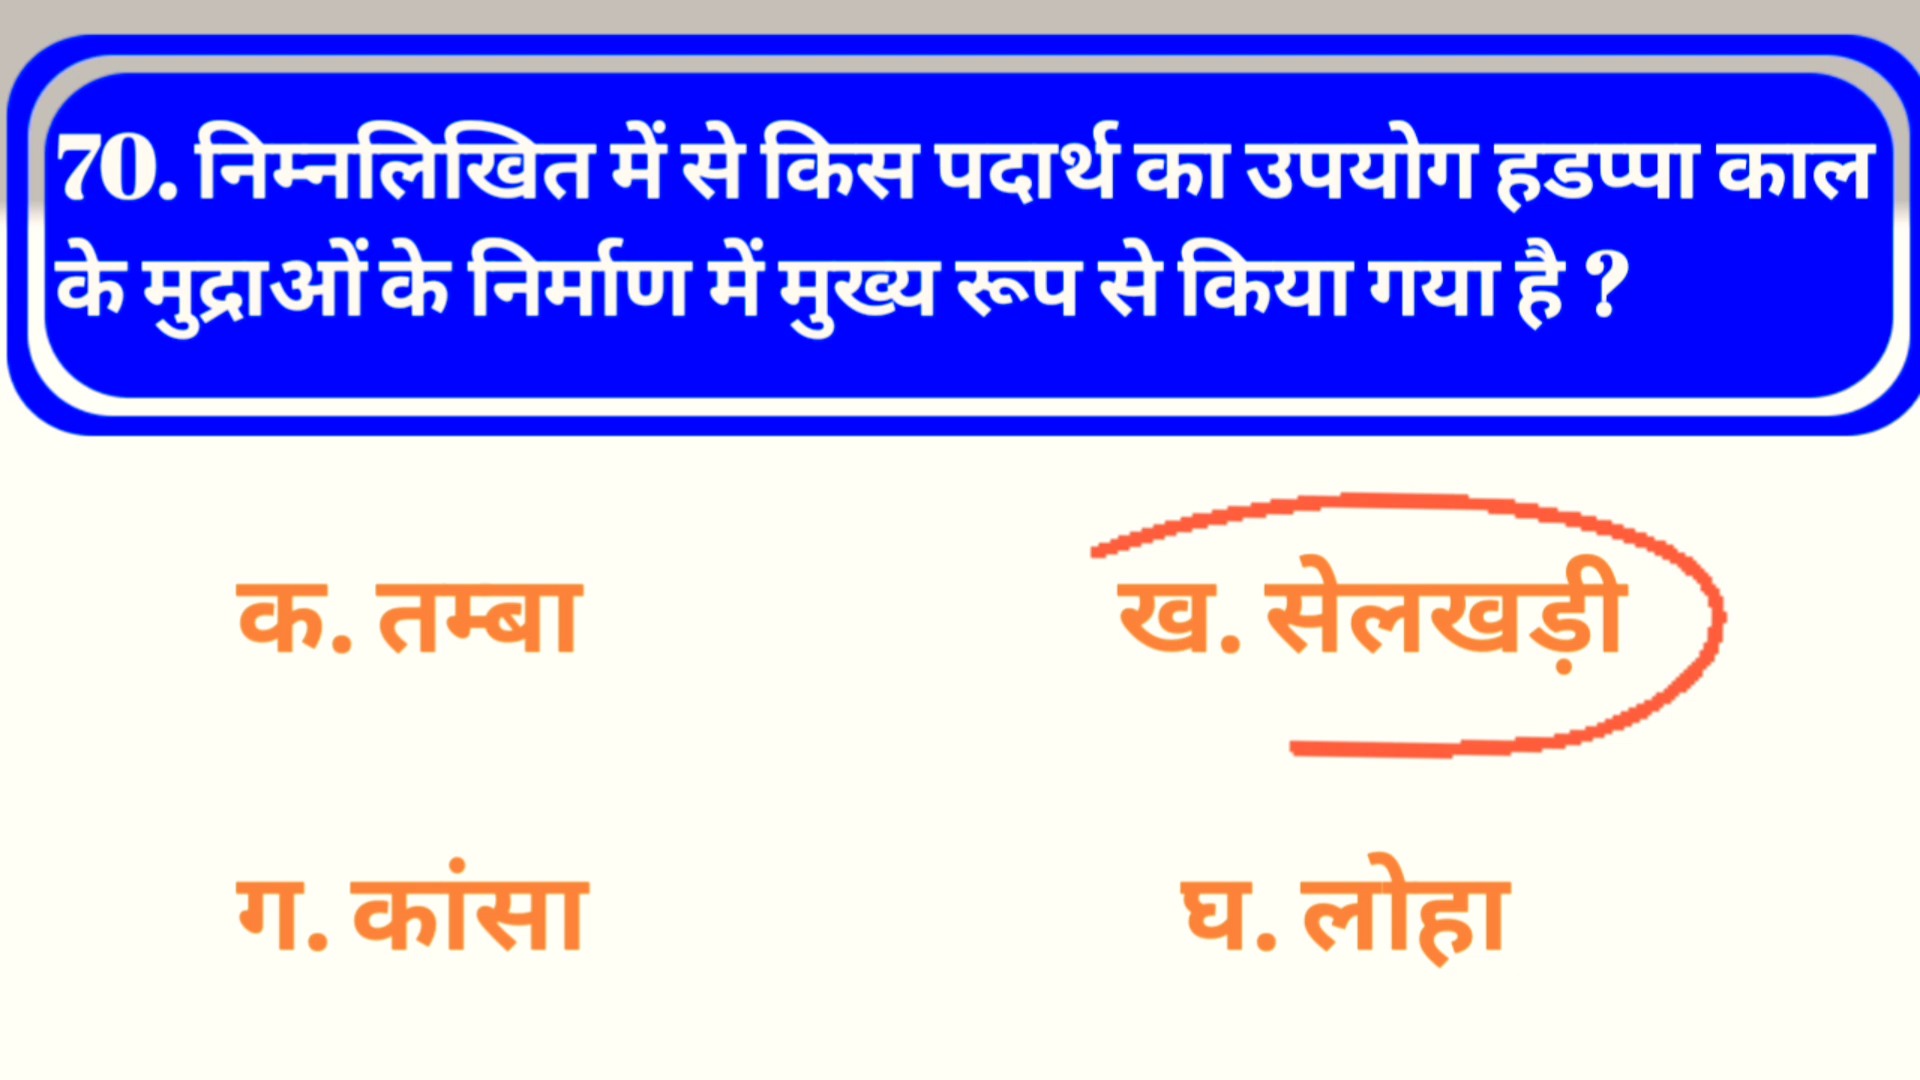 70. निम्नलिखित में से किस पदार्थ का उपयोग हडप्पा काल
के मुद्राओं के निर्माण में मुख्य रूप से किया गया है ?
क. तम्बा
ख. सेलखड़ी
ग. कांसा
घ. लोहा